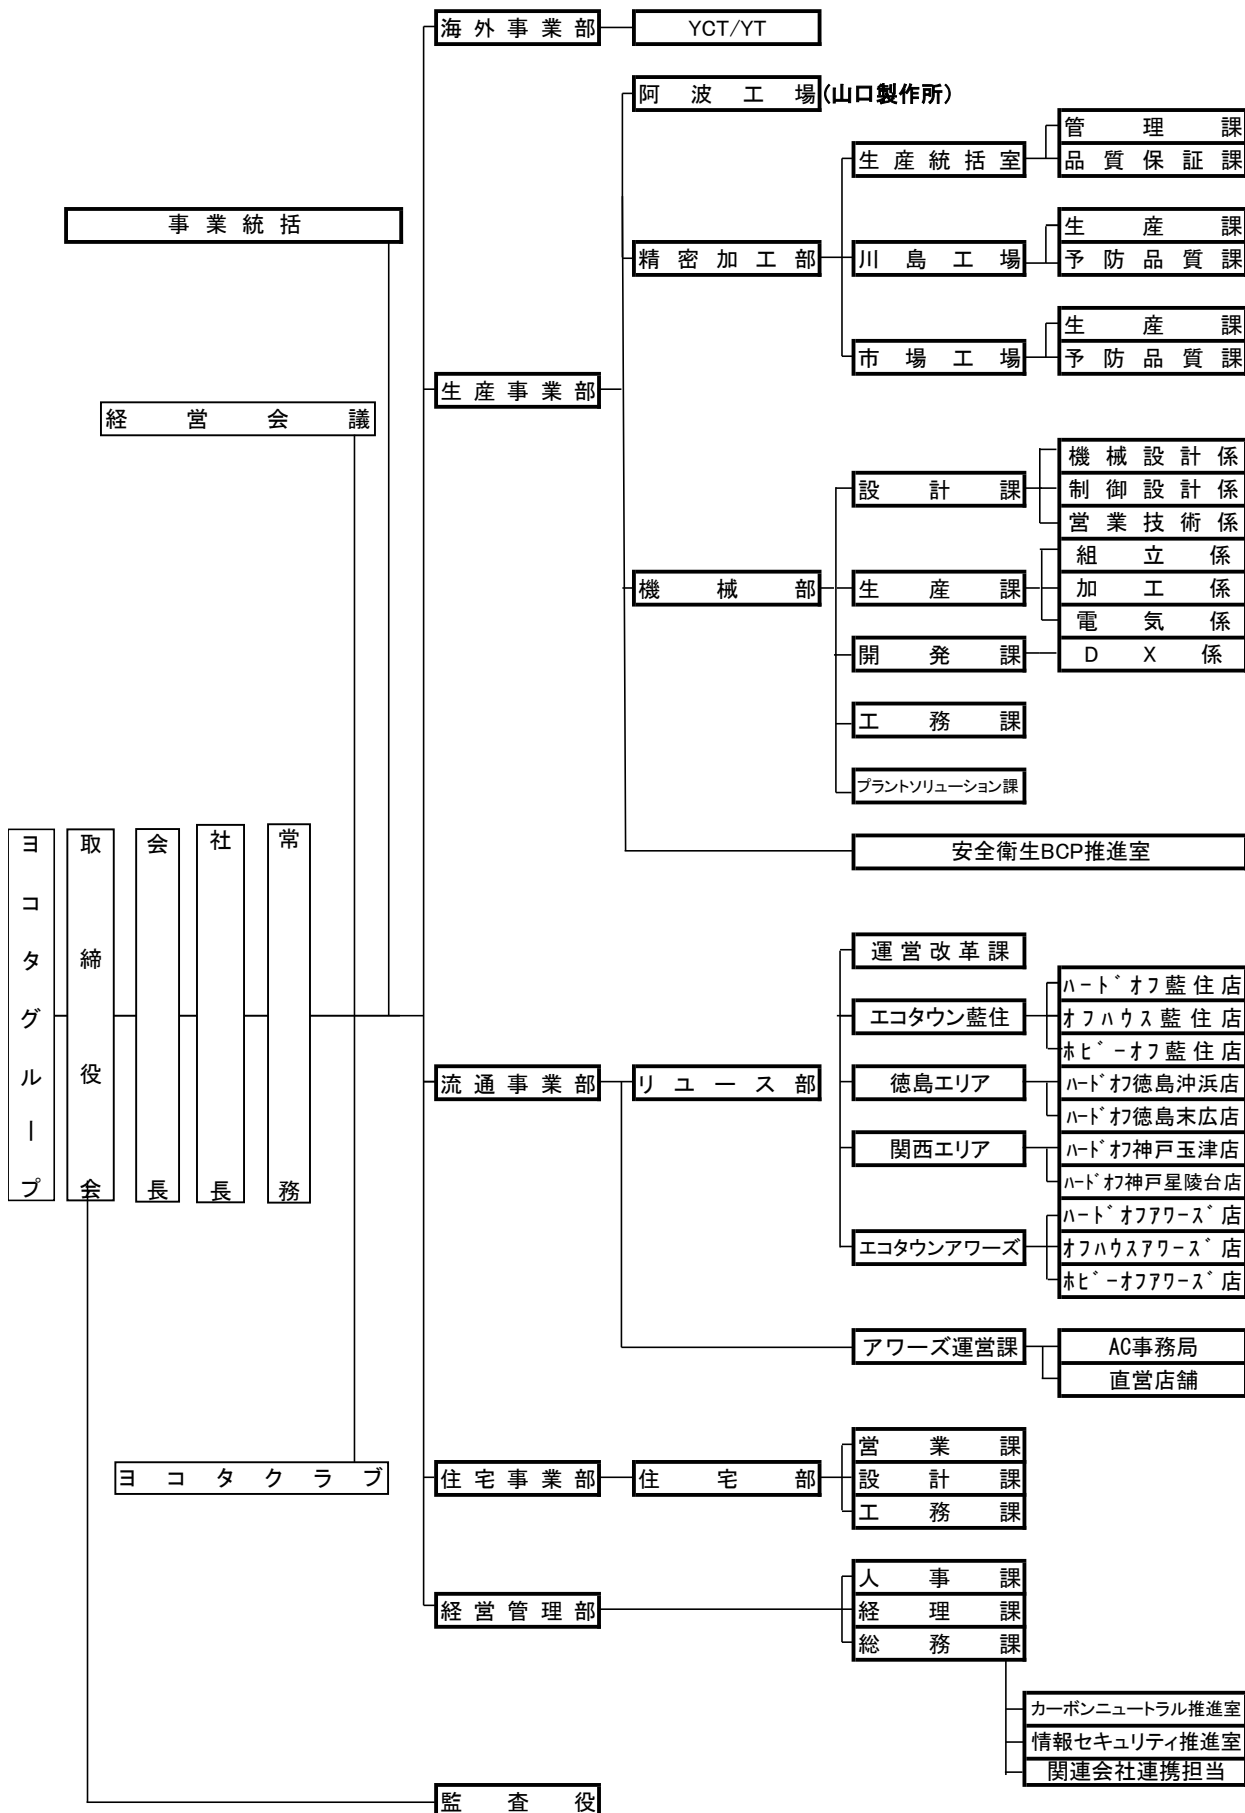 海外事業部
YCT/YT
阿波工場(山口製作所)
管理課
生産統括室
品質保証課
事業統括
生産課
精密加工部
川島工場
予防品質課
生産課
市場工場
予防品質課
生産事業部
経営会議
機械設計係
設計課
制御設計係
営業技術係
組立係
機械部
生産課
加工係
電気係
開発課
DX係
工務課
プラントソリューション課
安全衛生BCP推進室
ヨコタグループ
取締役会
会長
社長
常務
運営改革課
ハードオフ藍住店
エコタウン藍住
オフハウス藍住店
ホビーオフ藍住店
流通事業部
リユース部
徳島エリア
ハードオフ徳島沖浜店
ハードオフ徳島末広店
関西エリア
ハードオフ神戸玉津店
ハードオフ神戸星陵台店
ハードオフアワーズ店
エコタウンアワーズ
オフハウスアワーズ店
ホビーオフアワーズ店
アワーズ運営課
AC事務局
直営店舗
営業課
ヨコタクラブ
住宅事業部
住宅部
設計課
工務課
人事課
経営管理部
経理課
総務課
カーボンニュートラル推進室
情報セキュリティ推進室
関連会社連携担当
監査役